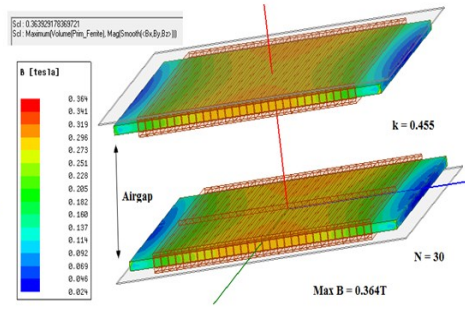 Scl : 0.363929178369721
Scl : Maximum(Volume(Prim_Ferrite), Mag(Smooth(<Bx,By,Bz>)))
B [tesla]
0.364
0.341
0.319
0.296
0.273
0.251
0.228
0.205
0.182
0.160
0.137
0.114
0.092
0.069
0.046
0.024
Airgap
k = 0.455
N = 30
Max B = 0.364T